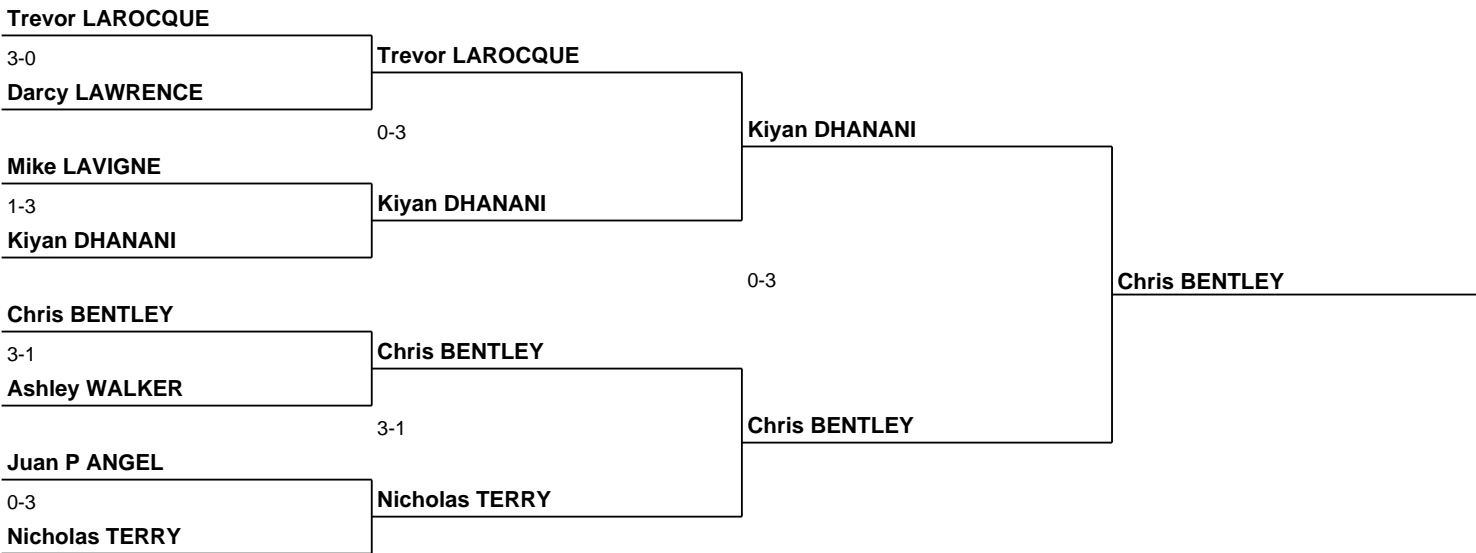 Trevor LAROCQUE
3-0
Trevor LAROCQUE
Darcy LAWRENCE
0-3
Kiyan DHANANI
Mike LAVIGNE
1-3
Kiyan DHANANI
Kiyan DHANANI
0-3
Chris BENTLEY
Chris BENTLEY
3-1
Chris BENTLEY
Ashley WALKER
3-1
Chris BENTLEY
Juan P ANGEL
0-3
Nicholas TERRY
Nicholas TERRY